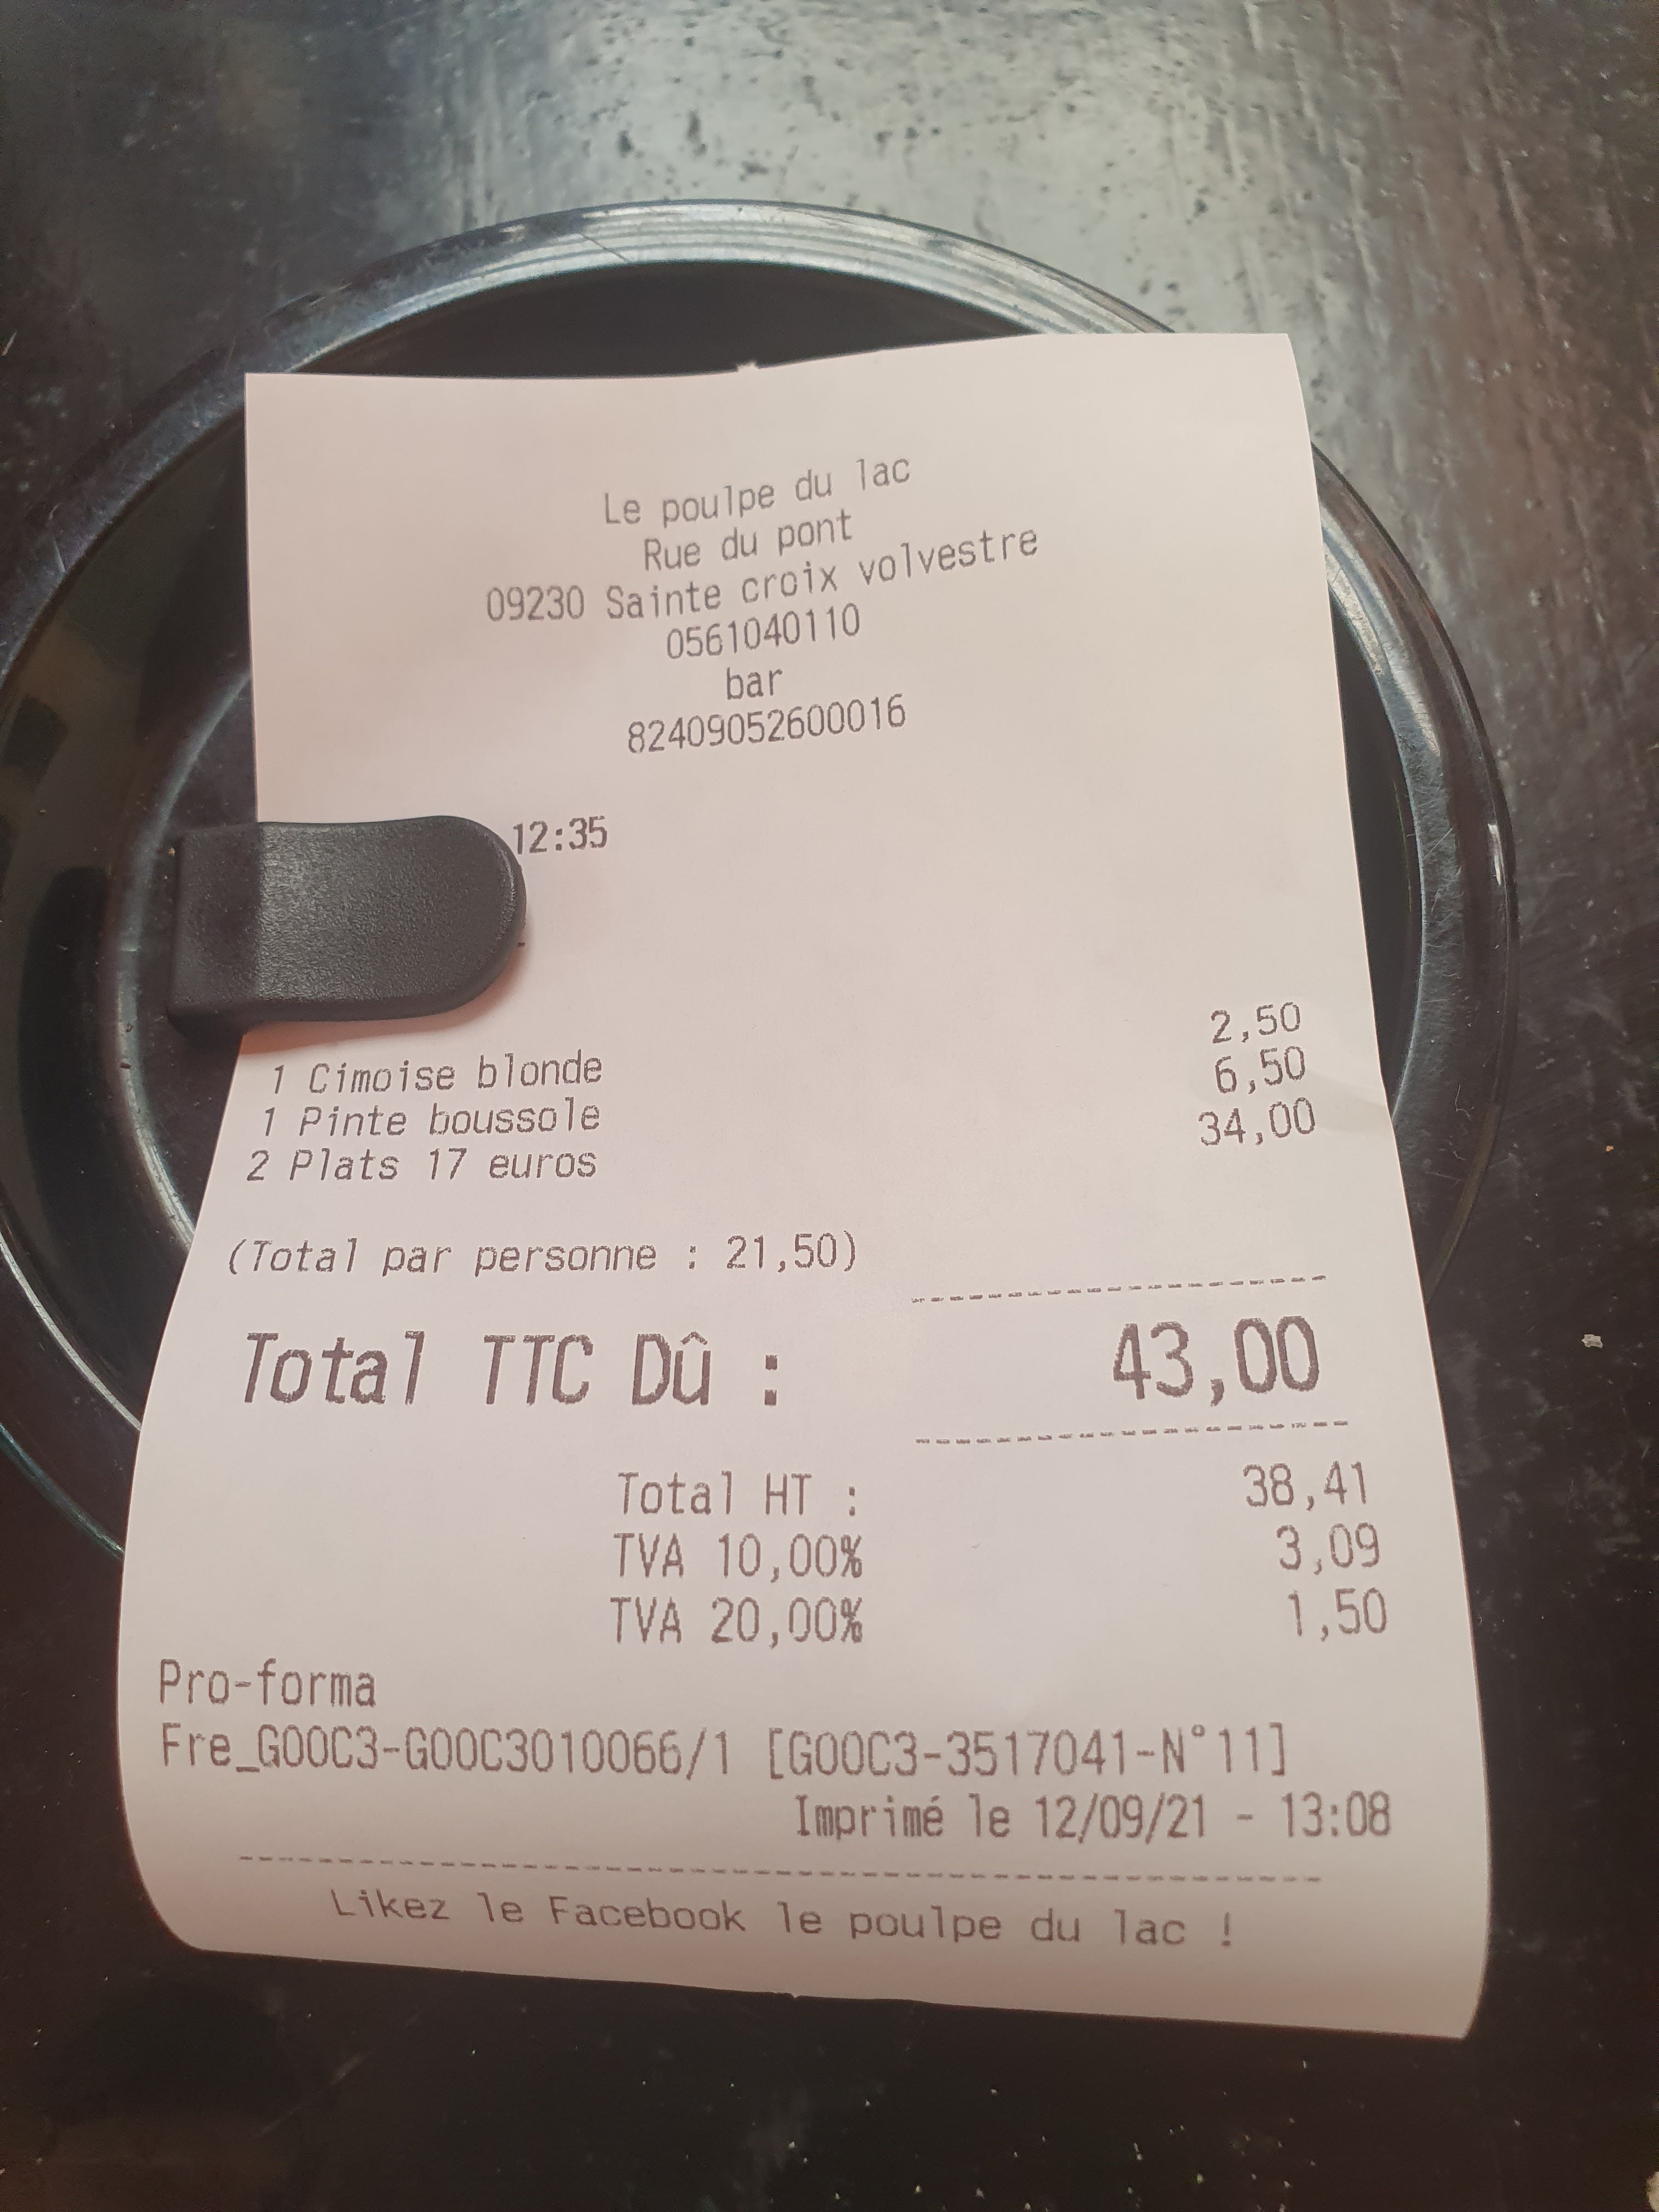 Le poulpe du lac
Rue du pont
09230 Sainte croix volvestre
0561040110
bar
82409052600016
12:35
1 Cimoise blonde 2,50
1 Pinte boussole 6,50
2 Plats 17 euros 34,00
(Total par personne : 21,50)
Total TTC Dû : 43,00
Total HT : 38,41
TVA 10,00% 3,09
TVA 20,00% 1,50
Pro-forma
Fre_G00C3-G00C3010066/1 [G00C3-3517041-N°11]
Imprimé le 12/09/21 - 13:08
Likez le Facebook le poulpe du lac !